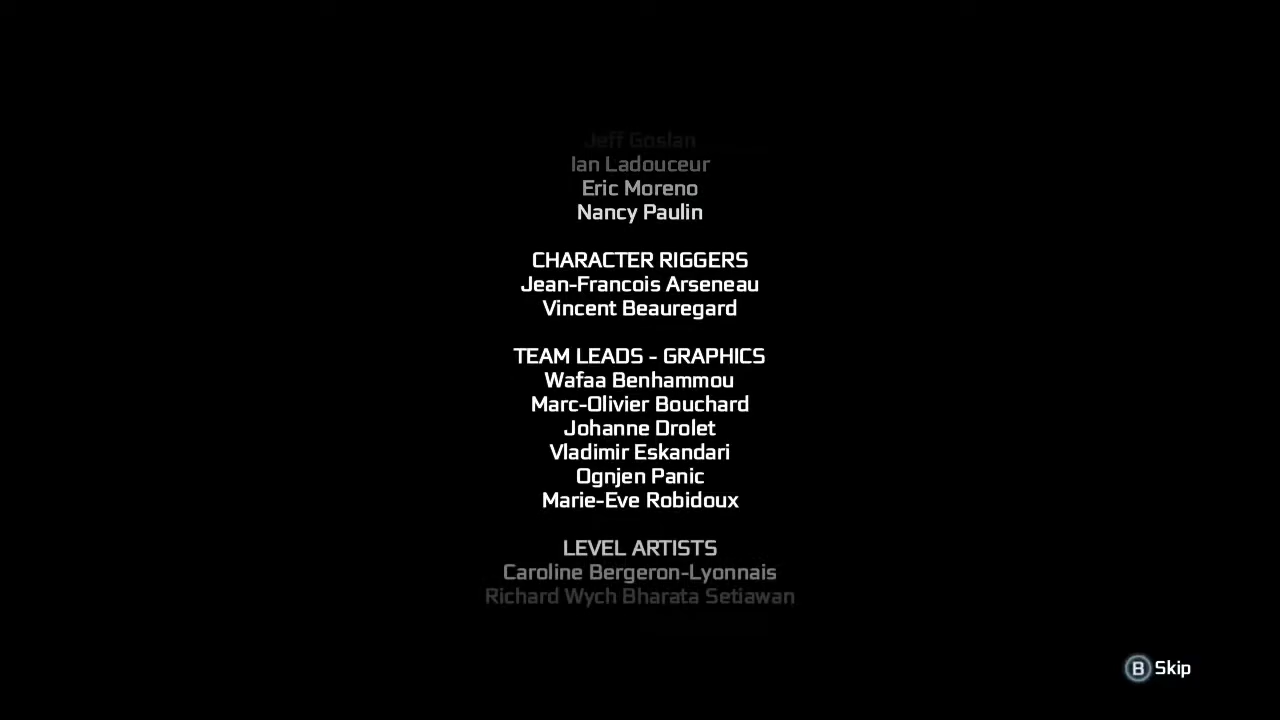 Jeff Goslan
Ian Ladouceur
Eric Moreno
Nancy Paulin
CHARACTER RIGGERS
Jean-Francois Arseneau
Vincent Beauregard
TEAM LEADS - GRAPHICS
Wafaa Benhammou
Marc-Olivier Bouchard
Johanne Drolet
Vladimir Eskandari
Ognjen Panic
Marie-Eve Robidoux
LEVEL ARTISTS
Caroline Bergeron-Lyonnais
Richard Wych Bharata Setiawan
B Skip